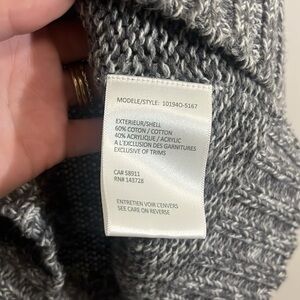 MODELE/STYLE: 101940-5167
EXTERIEUR/SHELL
60% COTON / COTTON
40% ACRYLIQUE / ACRYLIC
A L'EXCLUSION DES GARNITURES
EXCLUSIVE OF TRIMS
CA# 58911
RN# 143728
ENTRETIEN VOIR L'ENVERS
SEE CARE ON REVERSE